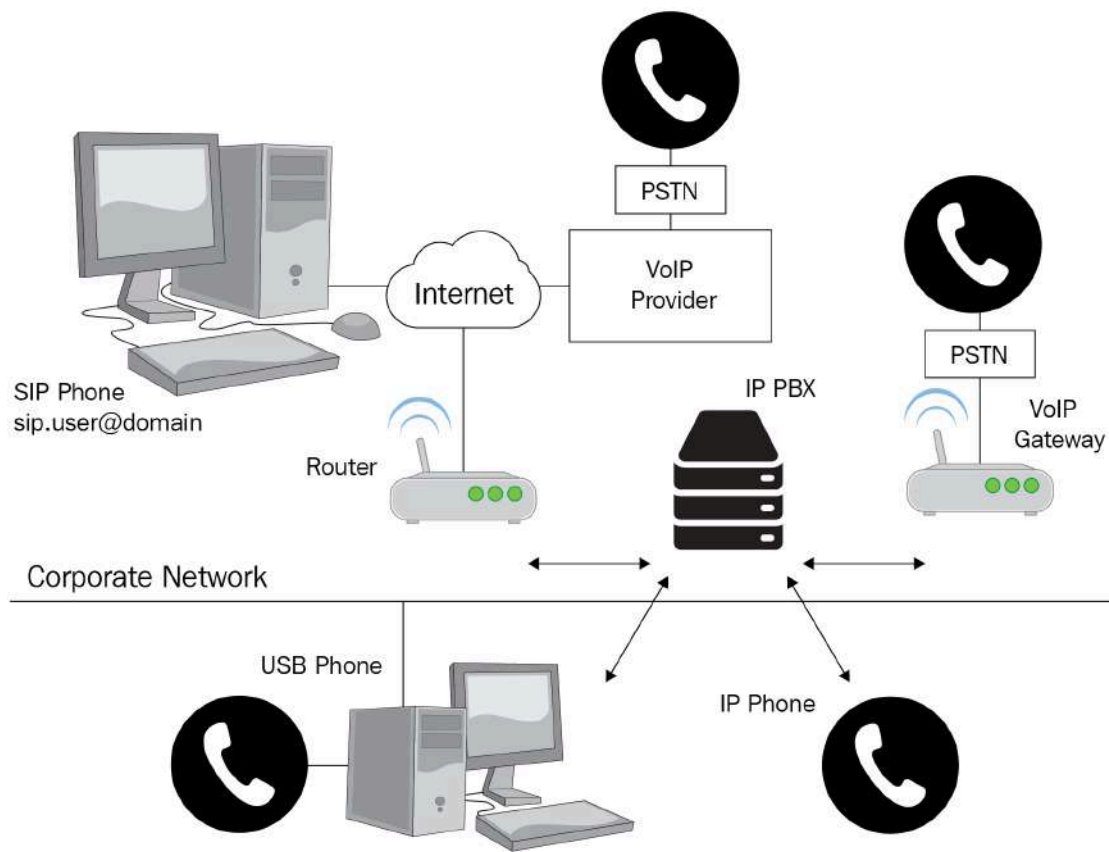 PSTN
VoIP
Provider
Internet
PSTN
SIP Phone
sip.user@domain
IP PBX
VoIP
Gateway
Router
Corporate Network
USB Phone
IP Phone